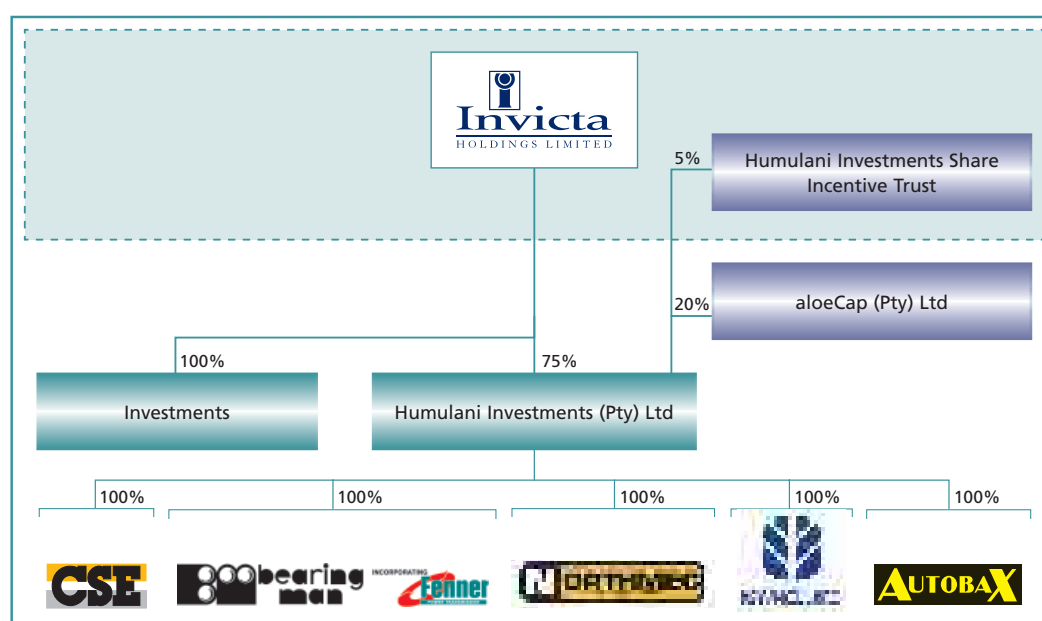 Invicta
HOLDINGS LIMITED
5%
Humulani Investments Share
Incentive Trust
20%
aloeCap (Pty) Ltd
100%
75%
Investments
Humulani Investments (Pty) Ltd
100%
100%
100%
100%
100%
CSE
bearing
man
INCORPORATING
Fenner
NORTHMEC
AUTOBAX